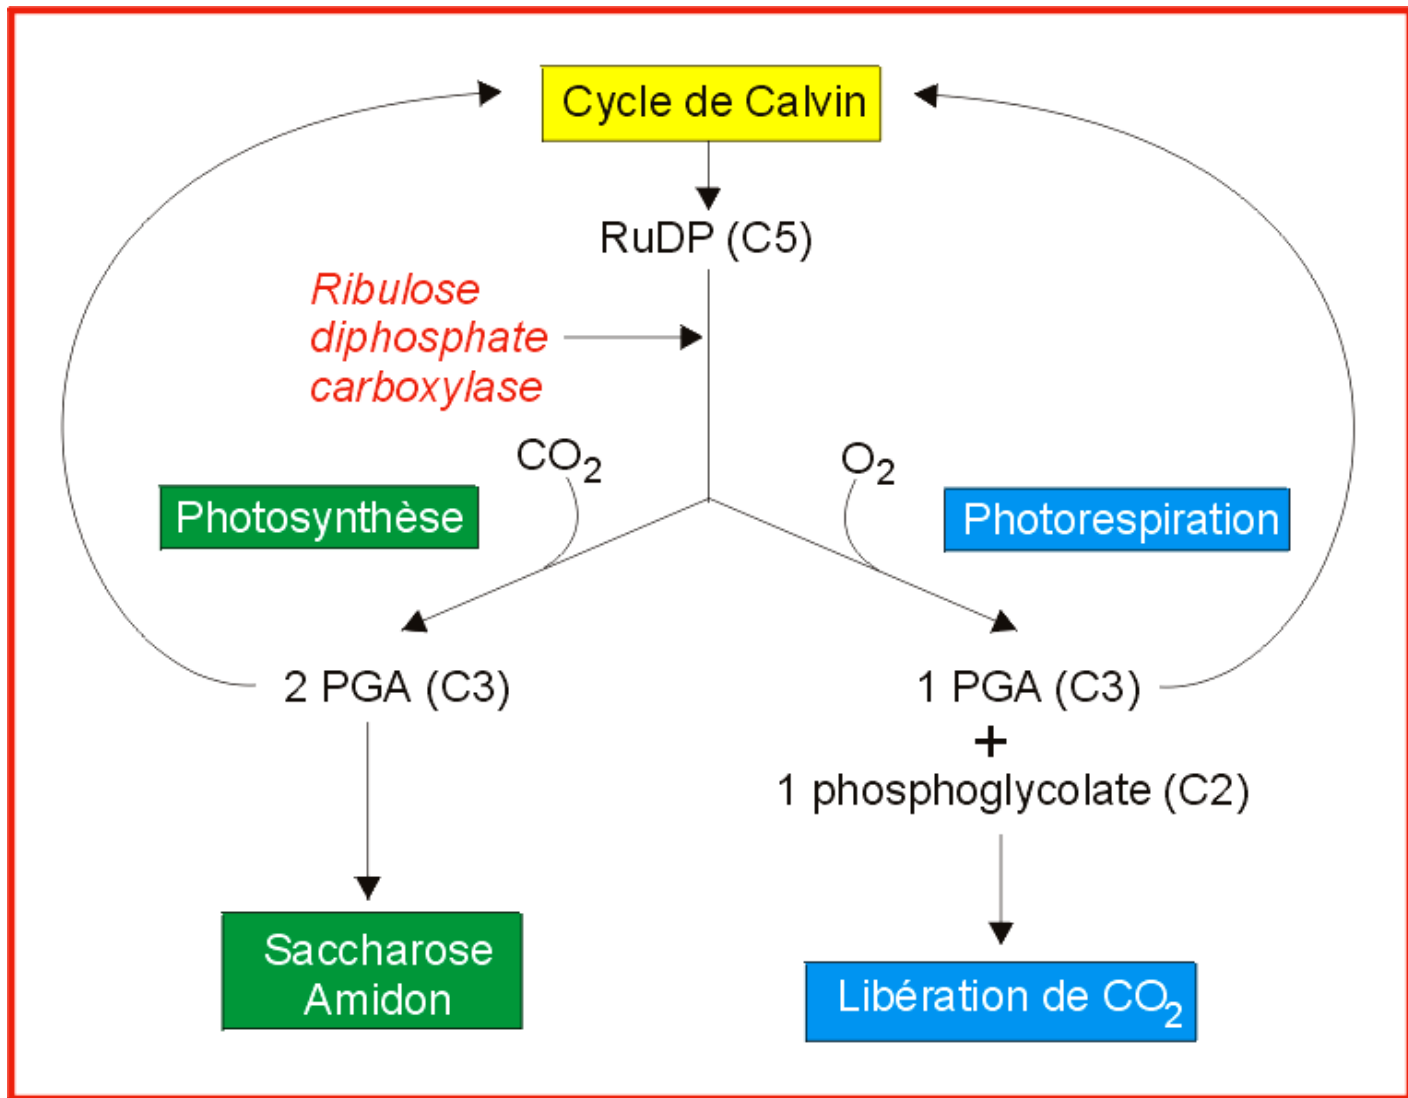 Cycle de Calvin
RuDP (C5)
Ribulose
diphosphate
carboxylase
CO₂
O₂
Photosynthèse
Photorespiration
2 PGA (C3)
1 PGA (C3)
+
1 phosphoglycolate (C2)
Saccharose
Amidon
Libération de CO₂